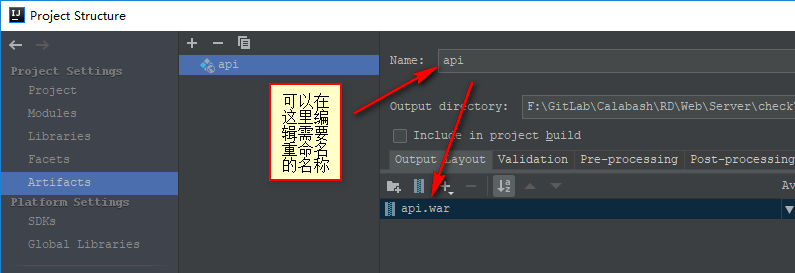 Project Structure
Project Settings
Project
Modules
Libraries
Facets
Artifacts
Platform Settings
SDKs
Global Libraries
api
可以在
这里编
辑需要
重命名
的名称
Name: api
Output directory: F:\GitLab\Calabash\RD\Web\Server\check
Include in project build
Output Layout Validation Pre-processing Post-processing
Av
api.war